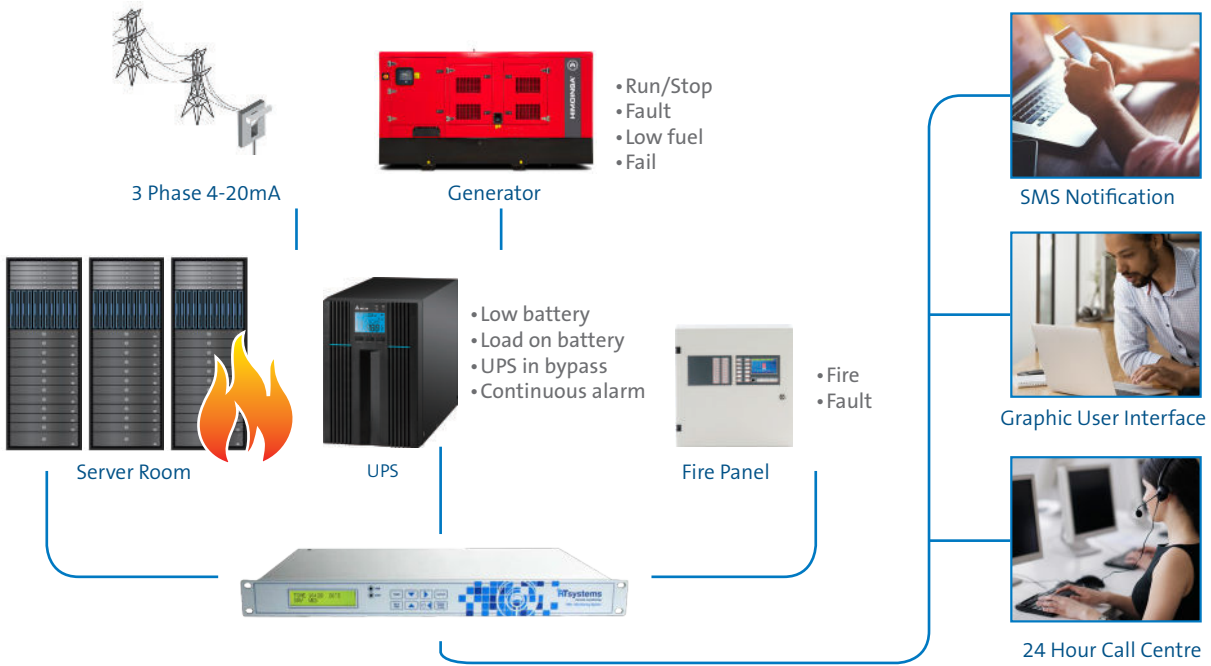 HIMOINSA
• Run/Stop
• Fault
• Low fuel
• Fail
3 Phase 4-20mA
Generator
SMS Notification
• Low battery
• Load on battery
• UPS in bypass
• Continuous alarm
• Fire
• Fault
Graphic User Interface
Server Room
UPS
Fire Panel
RTsystems
24 Hour Call Centre